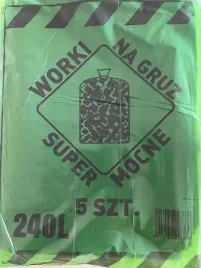 WORKI NA GRUZ
SUPER MOCNE
5 SZT.
240L